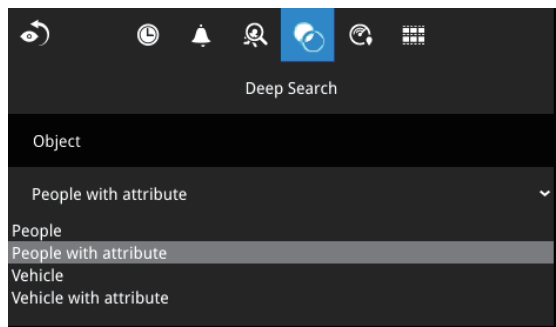 Deep Search
Object
People with attribute
People
People with attribute
Vehicle
Vehicle with attribute